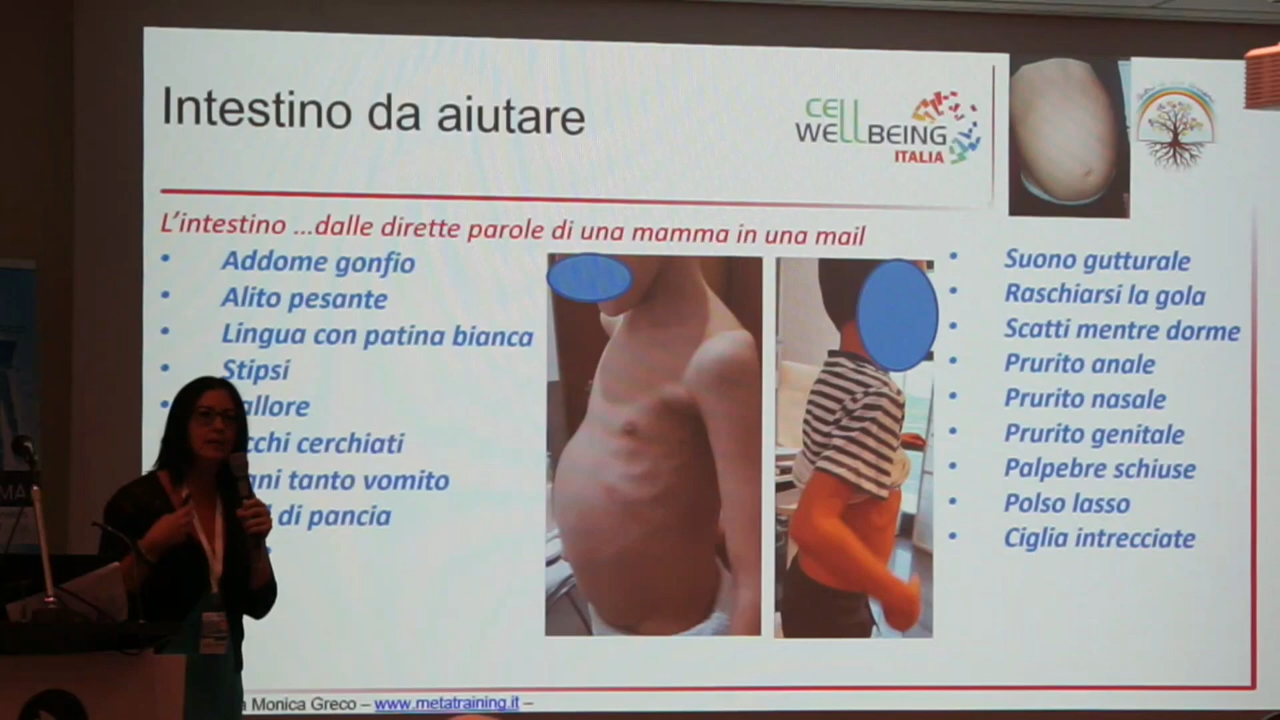 Intestino da aiutare
CELL
WELLBEING
ITALIA
L'intestino ...dalle dirette parole di una mamma in una mail
• Addome gonfio
• Alito pesante
• Lingua con patina bianca
• Stipsi
• allore
cchi cerchiati
ni tanto vomito
di pancia
• Suono gutturale
• Raschiarsi la gola
• Scatti mentre dorme
• Prurito anale
• Prurito nasale
• Prurito genitale
• Palpebre schiuse
• Polso lasso
• Ciglia intrecciate
Monica Greco – www.metatraining.it –
MA